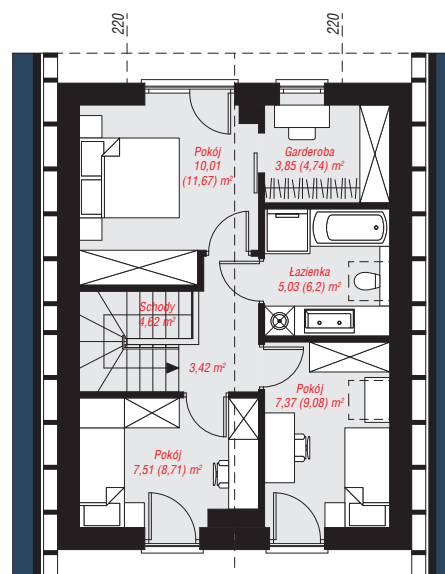 220
220
Pokój
10,01
(11,67) m²
Garderoba
3,85 (4,74) m²
Łazienka
5,03 (6,2) m²
Schody
4,62 m²
3,42 m²
Pokój
7,37 (9,08) m²
Pokój
7,51 (8,71) m²